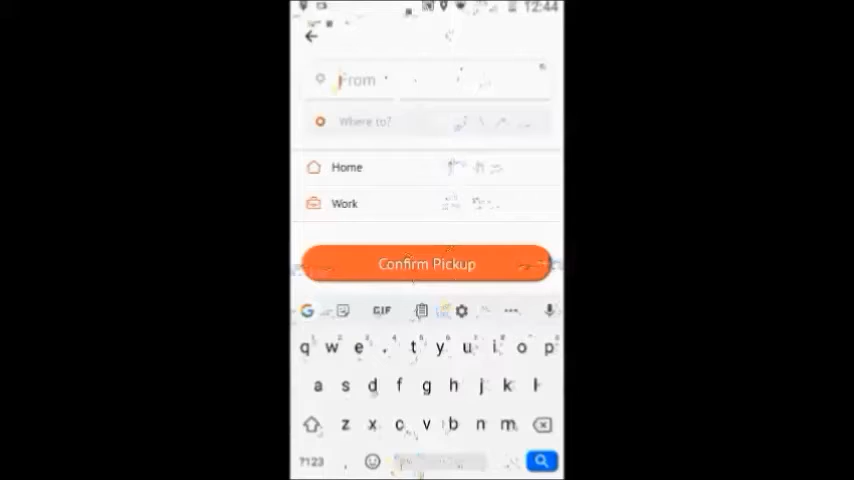 12:44
From
Where to?
Home
Work
Confirm Pickup
GIF
q w e t y u i o p
a s d f g h j k l
z x c v b n m
?123 ,